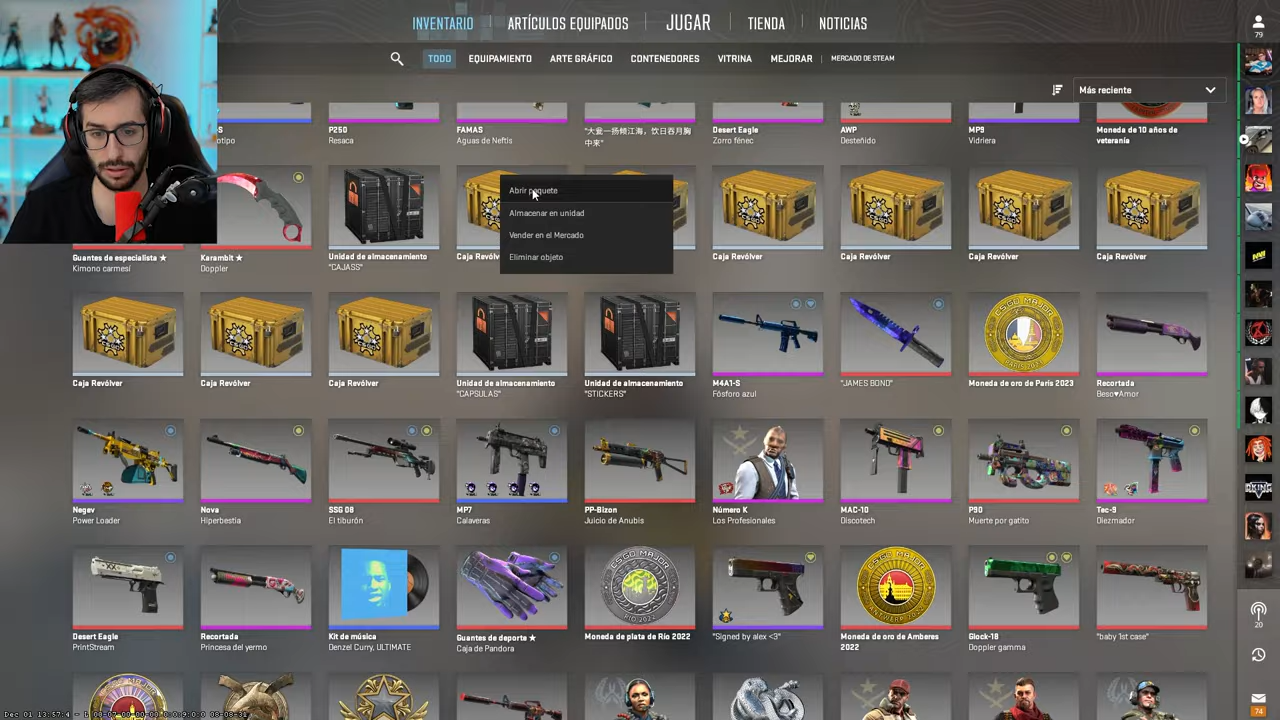 INVENTARIO
ARTÍCULOS EQUIPADOS
JUGAR
TIENDA
NOTICIAS
79
TODO
EQUIPAMIENTO
ARTE GRÁFICO
CONTENEDORES
VITRINA
MEJORAR
MERCADO DE STEAM
Más reciente
P250
Resaca
FAMAS
Aguas de Neftis
"大爱一扬倾江海，饮日吞月胸
中来"
Desert Eagle
Zorro fénec
AWP
Desteñido
MP9
Vidriera
Moneda de 10 años de
veteranía
Guantes de especialista ★
Kimono carmesí
Karambit ★
Doppler
Unidad de almacenamiento
"CAJASS"
Abrir paquete
Almacenar en unidad
Vender en el Mercado
Eliminar objeto
Caja Revólver
Caja Revólver
Caja Revólver
Caja Revólver
Caja Revólver
Caja Revólver
Caja Revólver
Unidad de almacenamiento
"CAPSULAS"
Unidad de almacenamiento
"STICKERS"
M4A1-S
Fósforo azul
"JAMES BOND"
Moneda de oro de París 2023
Recortada
Beso♥Amor
Negev
Power Loader
Nova
Hiperbestia
SSG 08
El tiburón
MP7
Calaveras
PP-Bizon
Juicio de Anubis
Número K
Los Profesionales
MAC-10
Discotech
P90
Muerte por gatito
Tec-9
Diezmador
Desert Eagle
PrintStream
Recortada
Princesa del yermo
Kit de música
Denzel Curry, ULTIMATE
Guantes de deporte ★
Caja de Pandora
Moneda de plata de Río 2022
"Signed by alex <3"
Moneda de oro de Amberes
2022
Glock-18
Doppler gamma
"baby 1st case"
20
74